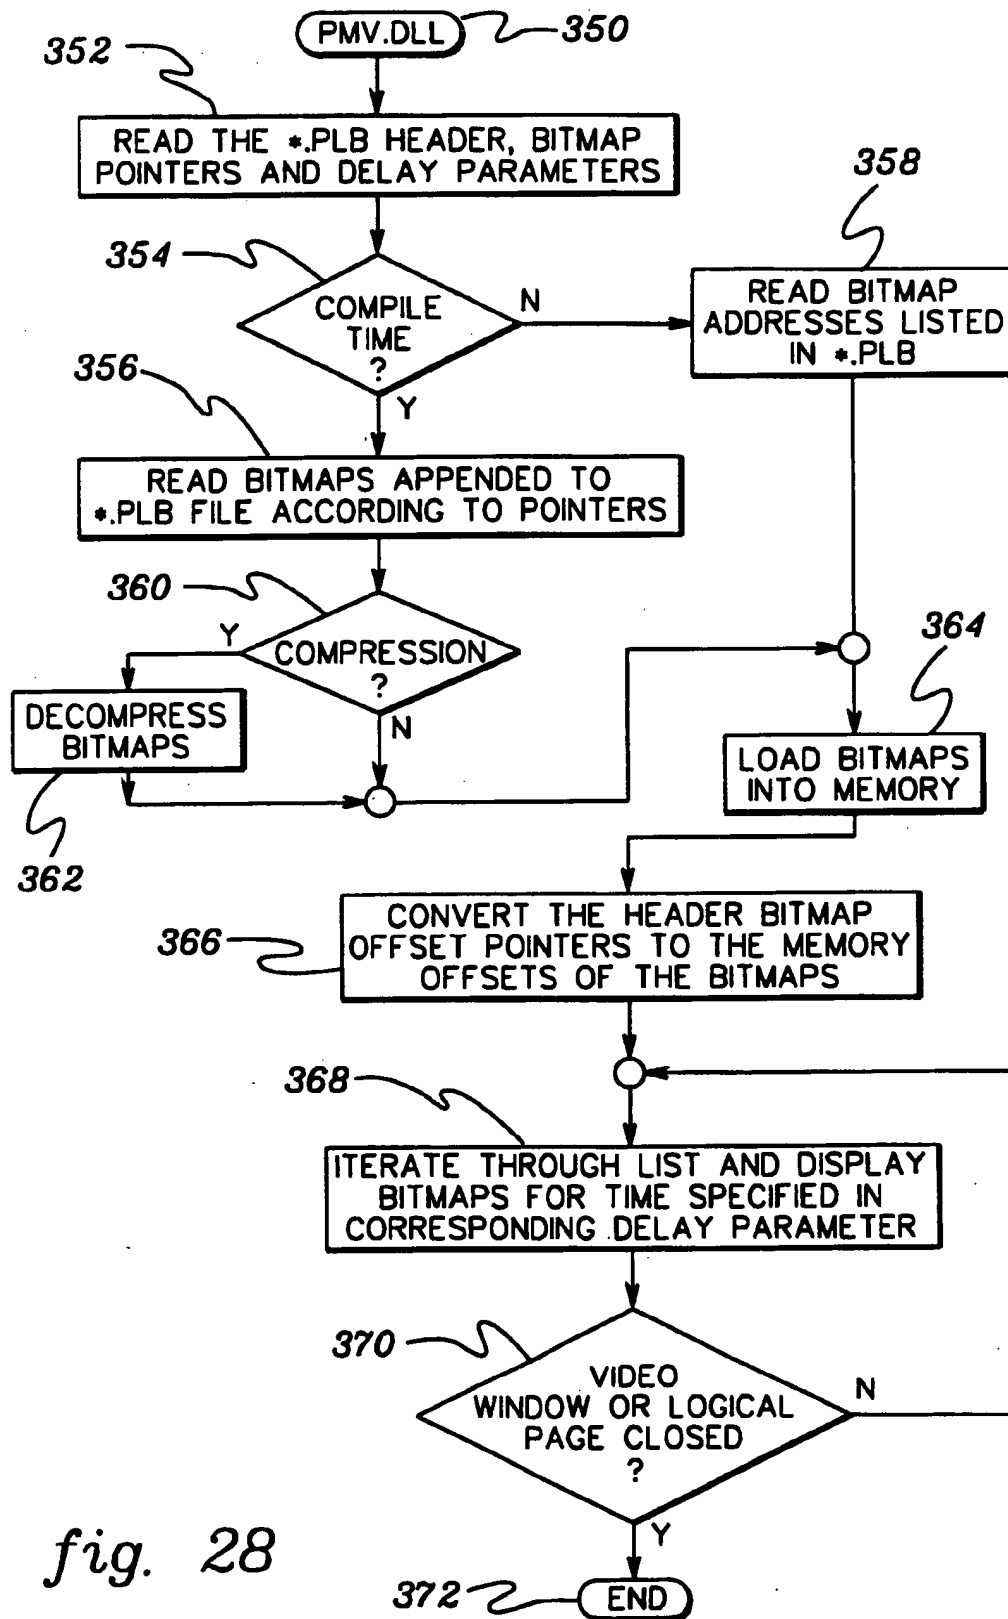 PMV.DLL
350
352
READ THE *.PLB HEADER, BITMAP
POINTERS AND DELAY PARAMETERS
354
COMPILE
TIME
?
N
Y
358
READ BITMAP
ADDRESSES LISTED
IN *.PLB
356
READ BITMAPS APPENDED TO
*.PLB FILE ACCORDING TO POINTERS
360
COMPRESSION
?
Y
N
DECOMPRESS
BITMAPS
362
364
LOAD BITMAPS
INTO MEMORY
366
CONVERT THE HEADER BITMAP
OFFSET POINTERS TO THE MEMORY
OFFSETS OF THE BITMAPS
368
ITERATE THROUGH LIST AND DISPLAY
BITMAPS FOR TIME SPECIFIED IN
CORRESPONDING DELAY PARAMETER
370
VIDEO
WINDOW OR LOGICAL
PAGE CLOSED
?
N
Y
372
END
fig. 28